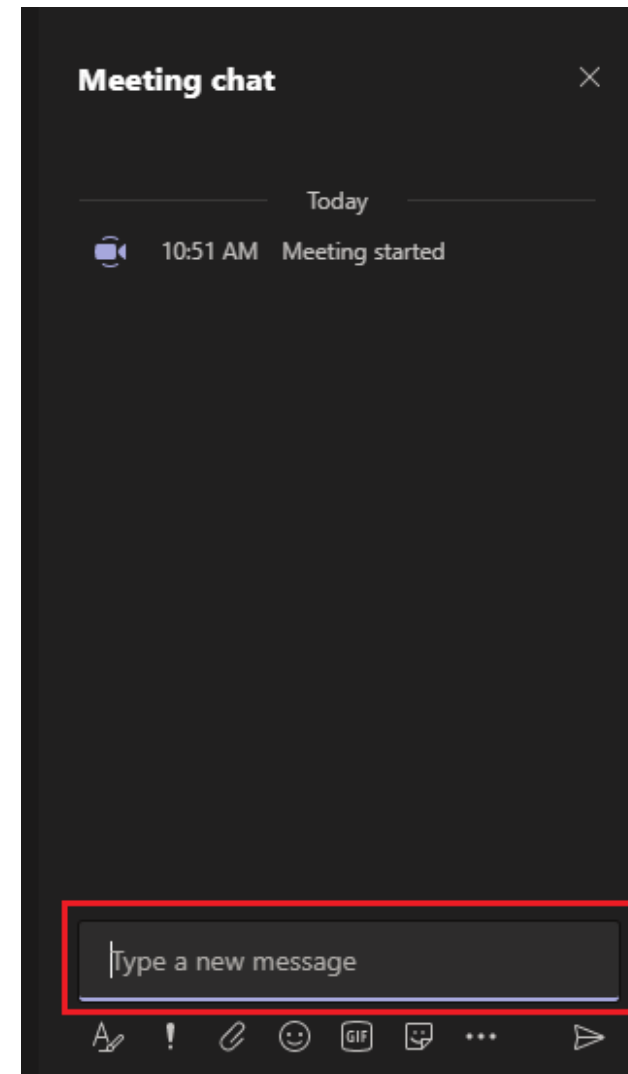 Meeting chat
Today
10:51 AM Meeting started
Type a new message
GIF